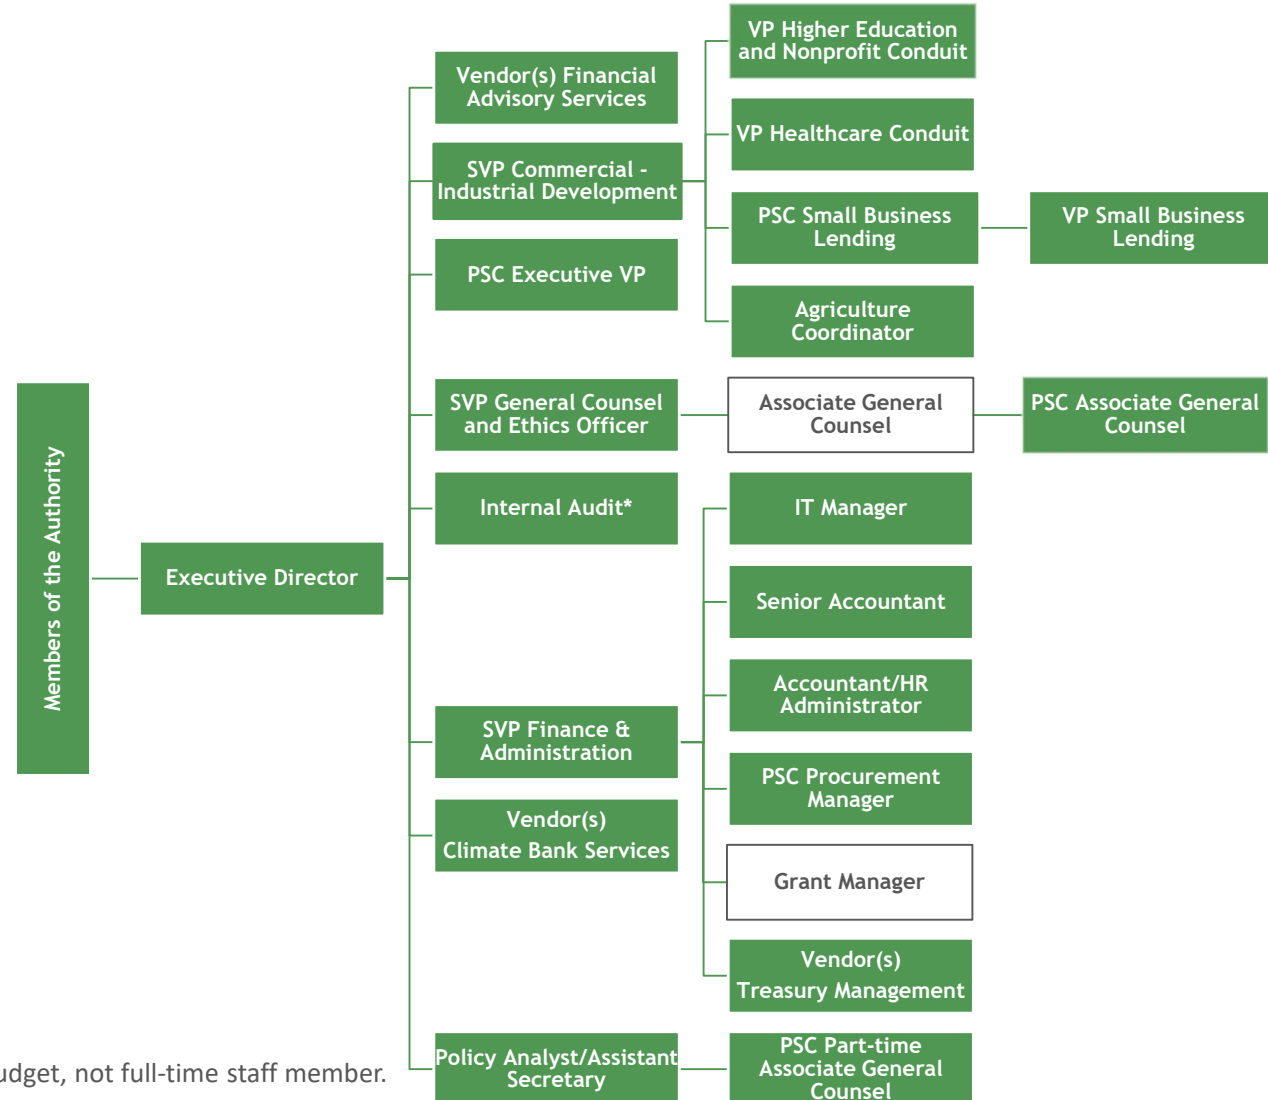 Members of the Authority
Executive Director
Vendor(s) Financial
Advisory Services
SVP Commercial -
Industrial Development
VP Higher Education
and Nonprofit Conduit
VP Healthcare Conduit
PSC Small Business
Lending
VP Small Business
Lending
Agriculture
Coordinator
PSC Executive VP
SVP General Counsel
and Ethics Officer
Associate General
Counsel
PSC Associate General
Counsel
Internal Audit*
SVP Finance &
Administration
IT Manager
Senior Accountant
Accountant/HR
Administrator
PSC Procurement
Manager
Grant Manager
Vendor(s)
Treasury Management
Vendor(s)
Climate Bank Services
Policy Analyst/Assistant
Secretary
PSC Part-time
Associate General
Counsel
not full-time staff member.